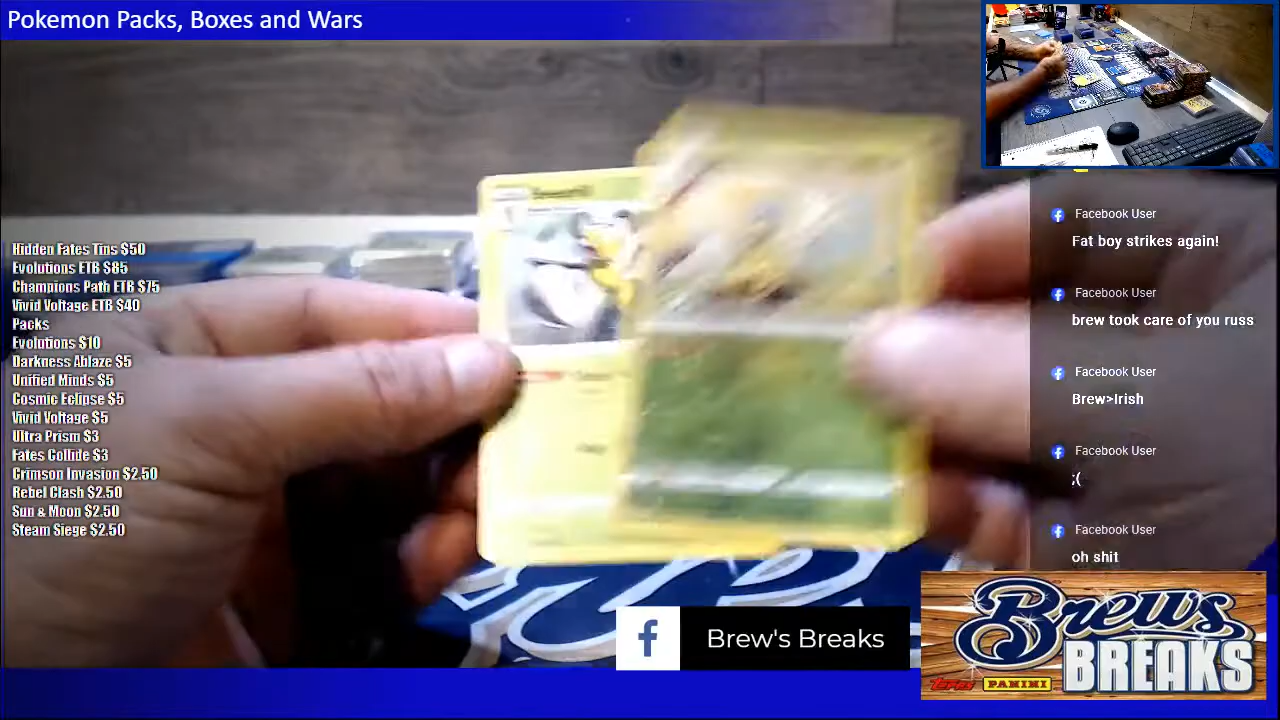 Pokemon Packs, Boxes and Wars
Hidden Fates Tins $50
Evolutions ETB $85
Champions Path ETB $75
Vivid Voltage ETB $40
Packs
Evolutions $10
Darkness Ablaze $5
Unified Minds $5
Cosmic Eclipse $5
Vivid Voltage $5
Ultra Prism $3
Fates Collide $3
Crimson Invasion $2.50
Rebel Clash $2.50
Sun & Moon $2.50
Steam Siege $2.50
Facebook User
Fat boy strikes again!
Facebook User
brew took care of you russ
Facebook User
Brew>Irish
Facebook User
;(
Facebook User
oh shit
Brew's Breaks
Brew's
BREAKS
Topps PANINI